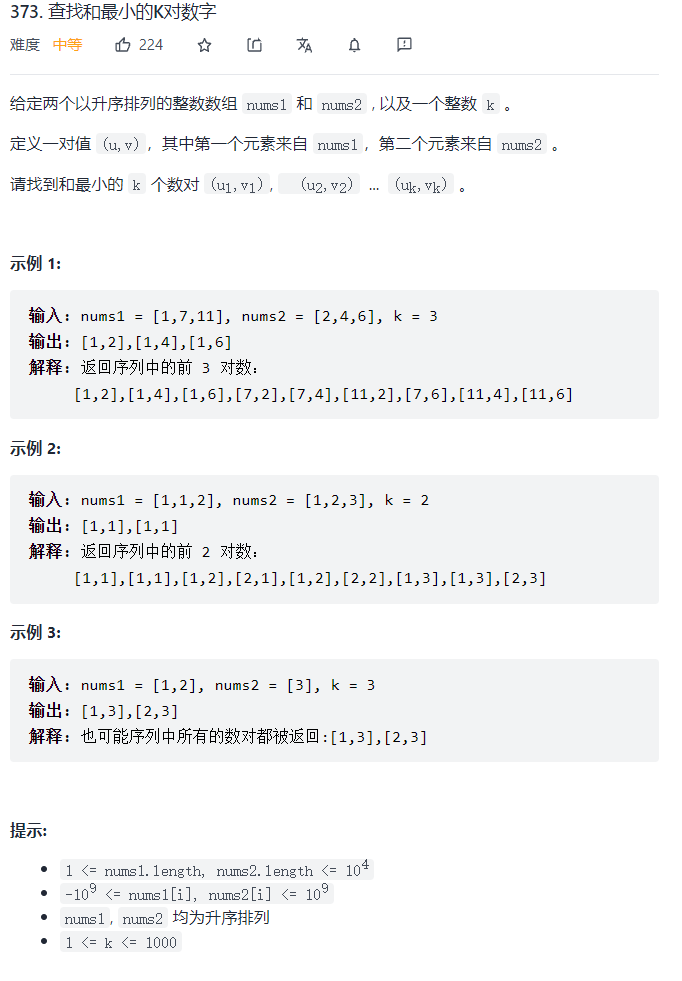 373. 查找和最小的K对数字
难度 中等 224
给定两个以升序排列的整数数组 nums1 和 nums2 , 以及一个整数 k 。
定义一对值 (u,v)，其中第一个元素来自 nums1，第二个元素来自 nums2 。
请找到和最小的 k 个数对 (u1,v1), (u2,v2) ... (uk,vk) 。
示例 1:
输入: nums1 = [1,7,11], nums2 = [2,4,6], k = 3
输出: [1,2],[1,4],[1,6]
解释: 返回序列中的前 3 对数:
[1,2],[1,4],[1,6],[7,2],[7,4],[11,2],[7,6],[11,4],[11,6]
示例 2:
输入: nums1 = [1,1,2], nums2 = [1,2,3], k = 2
输出: [1,1],[1,1]
解释: 返回序列中的前 2 对数:
[1,1],[1,1],[1,2],[2,1],[1,2],[2,2],[1,3],[1,3],[2,3]
示例 3:
输入: nums1 = [1,2], nums2 = [3], k = 3
输出: [1,3],[2,3]
解释: 也可能序列中所有的数对都被返回:[1,3],[2,3]
提示:
1 <= nums1.length, nums2.length <= 10^4
-10^9 <= nums1[i], nums2[i] <= 10^9
nums1, nums2 均为升序排列
1 <= k <= 1000